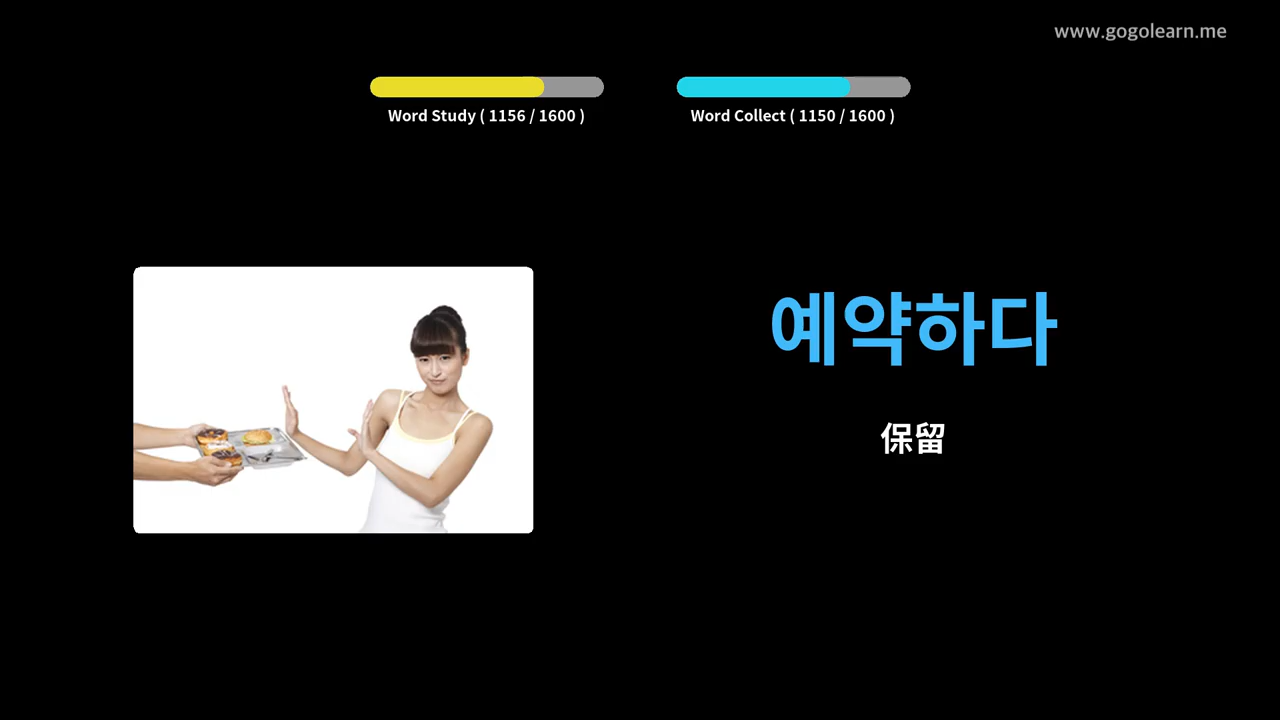 www.gogolearn.me
Word Study ( 1156 / 1600 )
Word Collect ( 1150 / 1600 )
예약하다
保留